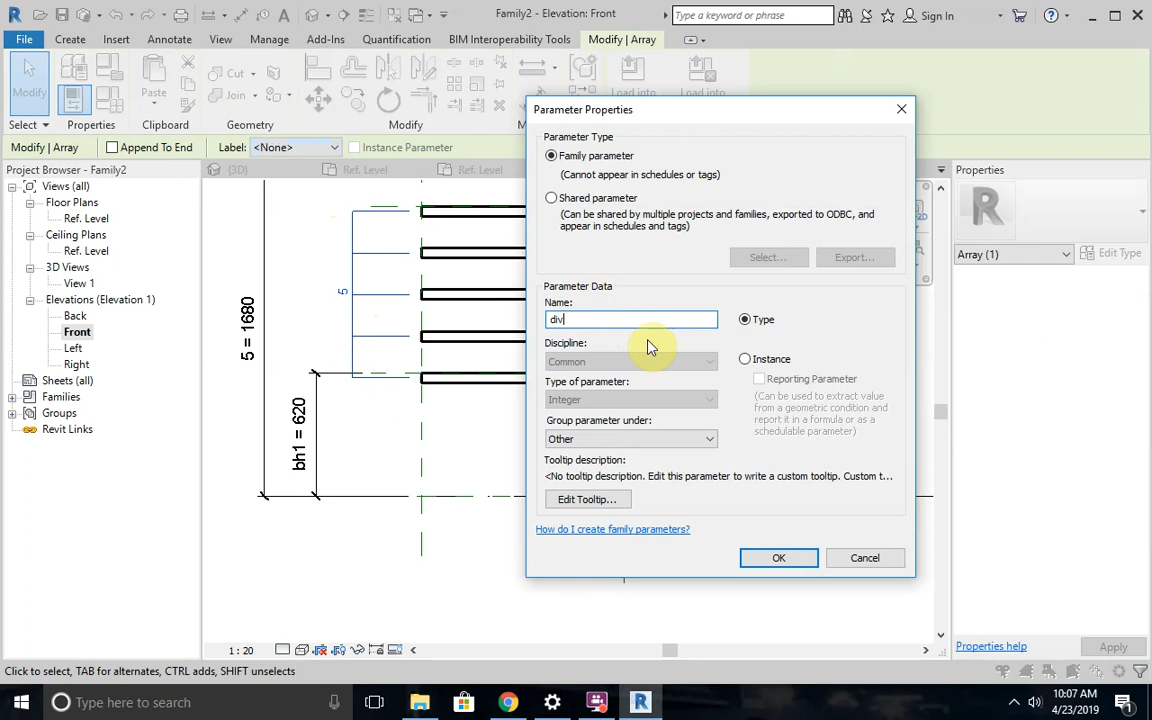 Family2 - Elevation: Front
Type a keyword or phrase
Sign In
File
Create
Insert
Annotate
View
Manage
Add-Ins
Quantification
BIM Interoperability Tools
Modify | Array
Modify
Paste
Cut
Join
Load into
Load into
Select
Properties
Clipboard
Geometry
Modify
M
Modify | Array
Append To End
Label:
<None>
Instance Parameter
Project Browser - Family2
Views (all)
Floor Plans
Ref. Level
Ceiling Plans
Ref. Level
3D Views
View 1
Elevations (Elevation 1)
Back
Front
Left
Right
Sheets (all)
Families
Groups
Revit Links
{3D}
Ref. Level
Ref. Level
5
5 = 1680
bh1 = 620
1 : 20
Parameter Properties
Parameter Type
Family parameter
(Cannot appear in schedules or tags)
Shared parameter
(Can be shared by multiple projects and families, exported to ODBC, and
appear in schedules and tags)
Select...
Export...
Parameter Data
Name:
div
Type
Discipline:
Common
Instance
Reporting Parameter
(Can be used to extract value
from a geometric condition and
report it in a formula or as a
schedulable parameter)
Type of parameter:
Integer
Group parameter under:
Other
Tooltip description:
<No tooltip description. Edit this parameter to write a custom tooltip. Custom t...
Edit Tooltip...
How do I create family parameters?
OK
Cancel
Properties
R
Array (1)
Edit Type
Properties help
Apply
Click to select, TAB for alternates, CTRL adds, SHIFT unselects
Type here to search
R
10:07 AM
4/23/2019
1